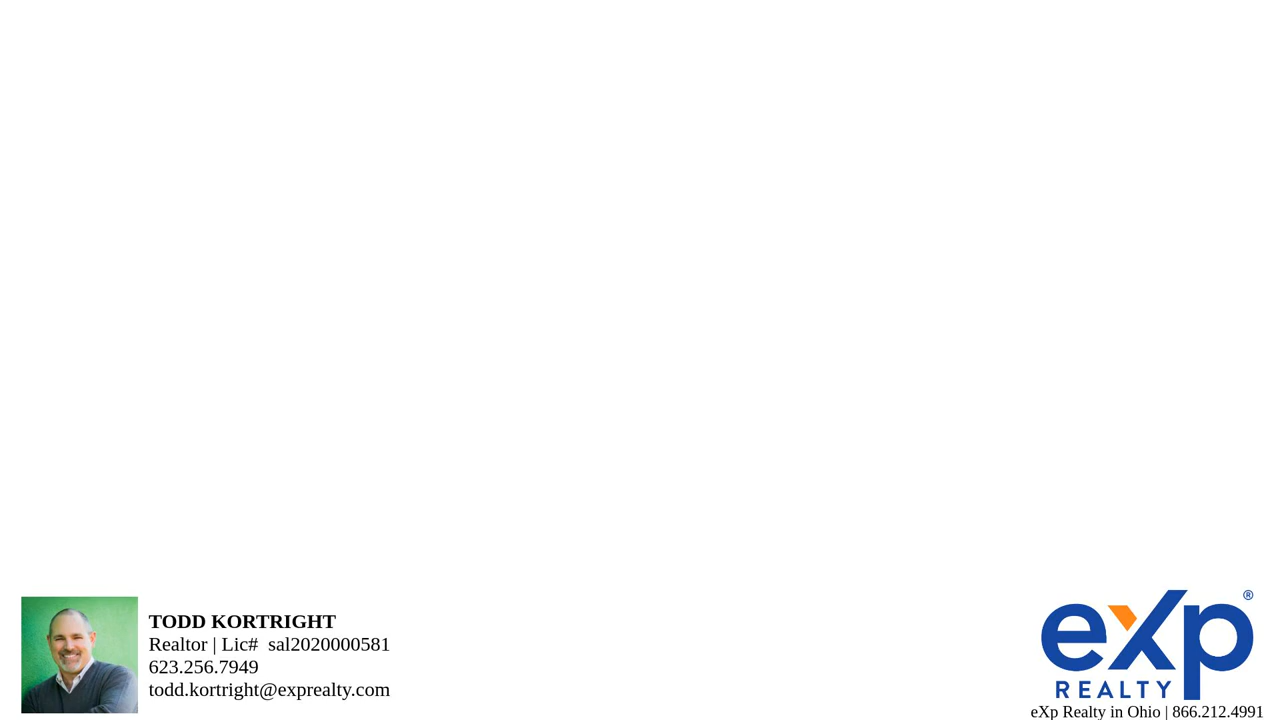 TODD KORTRIGHT
Realtor | Lic#  sal2020000581
623.256.7949
todd.kortright@exprealty.com
eXp®
REALTY
eXp Realty in Ohio | 866.212.4991